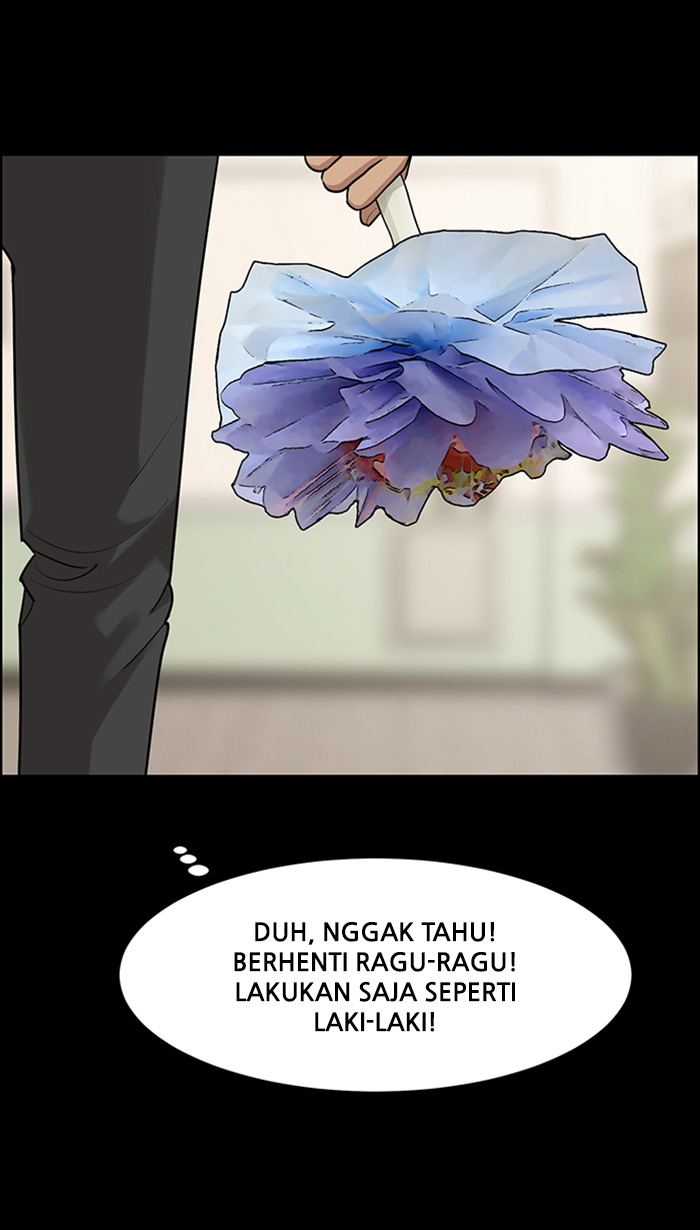 DUH, NGGAK TAHU!
BERHENTI RAGU-RAGU!
LAKUKAN SAJA SEPERTI
LAKI-LAKI!